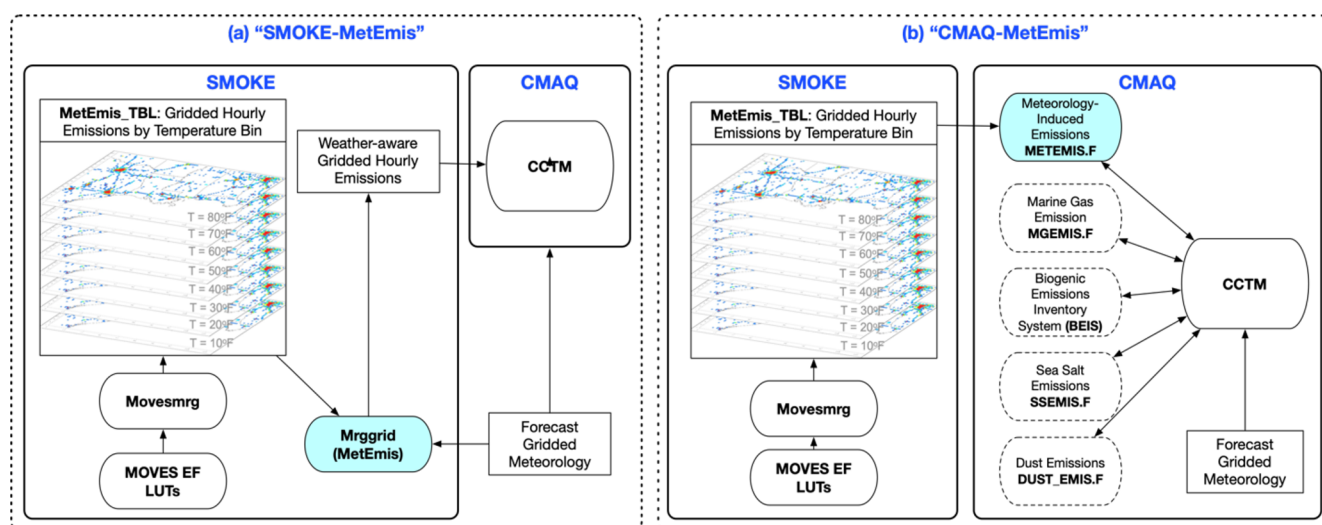 (a) “SMOKE-MetEmis”
SMOKE
MetEmis_TBL: Gridded Hourly
Emissions by Temperature Bin
T = 80°F
T = 70°F
T = 60°F
T = 50°F
T = 40°F
T = 30°F
T = 20°F
T = 10°F
Movesmrg
MOVES EF
LUTs
Weather-aware
Gridded Hourly
Emissions
Mrggrid
(MetEmis)
CMAQ
CCTM
Forecast
Gridded
Meteorology
(b) “CMAQ-MetEmis”
SMOKE
MetEmis_TBL: Gridded Hourly
Emissions by Temperature Bin
T = 80°F
T = 70°F
T = 60°F
T = 50°F
T = 40°F
T = 30°F
T = 20°F
T = 10°F
Movesmrg
MOVES EF
LUTs
CMAQ
Meteorology-
Induced
Emissions
METEMIS.F
Marine Gas
Emission
MGEMIS.F
Biogenic
Emissions
Inventory
System (BEIS)
Sea Salt
Emissions
SSEMIS.F
Dust Emissions
DUST_EMIS.F
CCTM
Forecast
Gridded
Meteorology